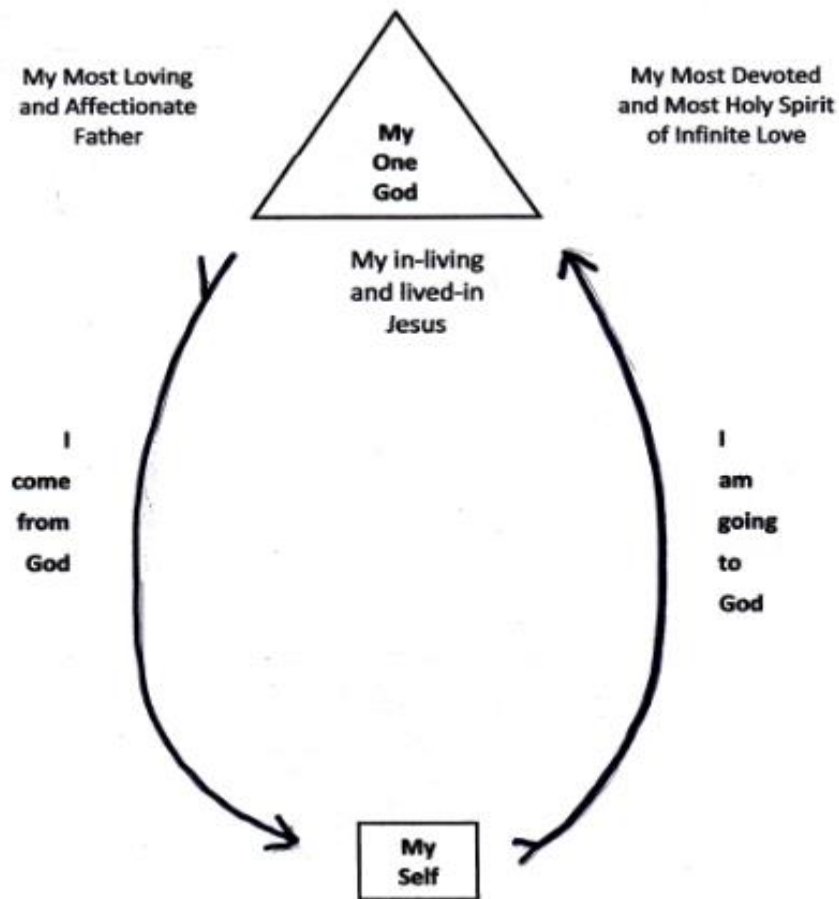 My Most Loving
and Affectionate
Father
My
One
God
My Most Devoted
and Most Holy Spirit
of Infinite Love
My in-living
and lived-in
Jesus
I
come
from
God
I
am
going
to
God
My
Self